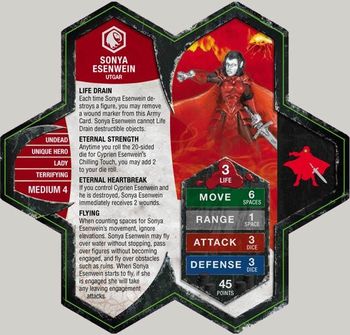 SONYA
ESENWEIN
UTGAR
LIFE DRAIN
Each time Sonya Esenwein de-
stroys a figure, you may remove
a wound marker from this Army
Card. Sonya Esenwein cannot Life
Drain destructible objects.
ETERNAL STRENGTH
Anytime you roll the 20-sided
die for Cyprien Esenwein's
Chilling Touch, you may add 2
to your die roll.
ETERNAL HEARTBREAK
If you control Cyprien Esenwein and
he is destroyed, Sonya Esenwein
immediately receives 2 wounds.
FLYING
When counting spaces for Sonya
Esenwein's movement, ignore
elevations. Sonya Esenwein may fly
over water without stopping, pass
over figures without becoming
engaged, and fly over obstacles
such as ruins. When Sonya
Esenwein starts to fly, if she
is engaged she will take
any leaving engagement
attacks.
UNDEAD
UNIQUE HERO
LADY
TERRIFYING
MEDIUM 4
3
LIFE
MOVE 6
SPACES
RANGE 1
SPACE
ATTACK 3
DICE
DEFENSE 3
DICE
45
POINTS